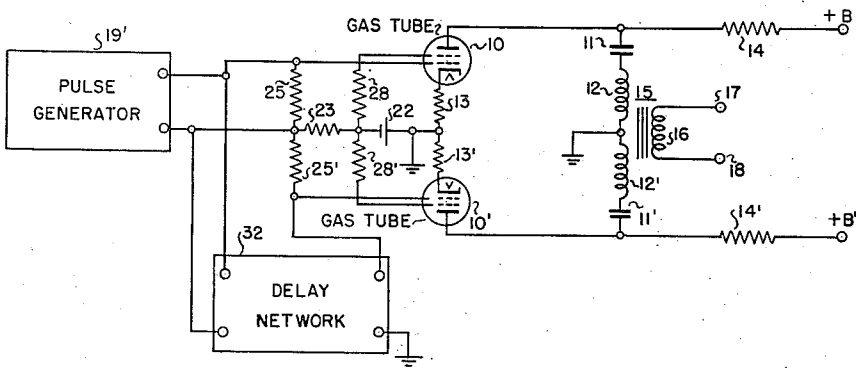 GAS TUBE
10
+B
19'
11
14
PULSE
GENERATOR
25
28
22
13
12
15
17
23
16
25'
28'
13'
12'
18
GAS TUBE
10'
11'
14'
+B'
32
DELAY
NETWORK